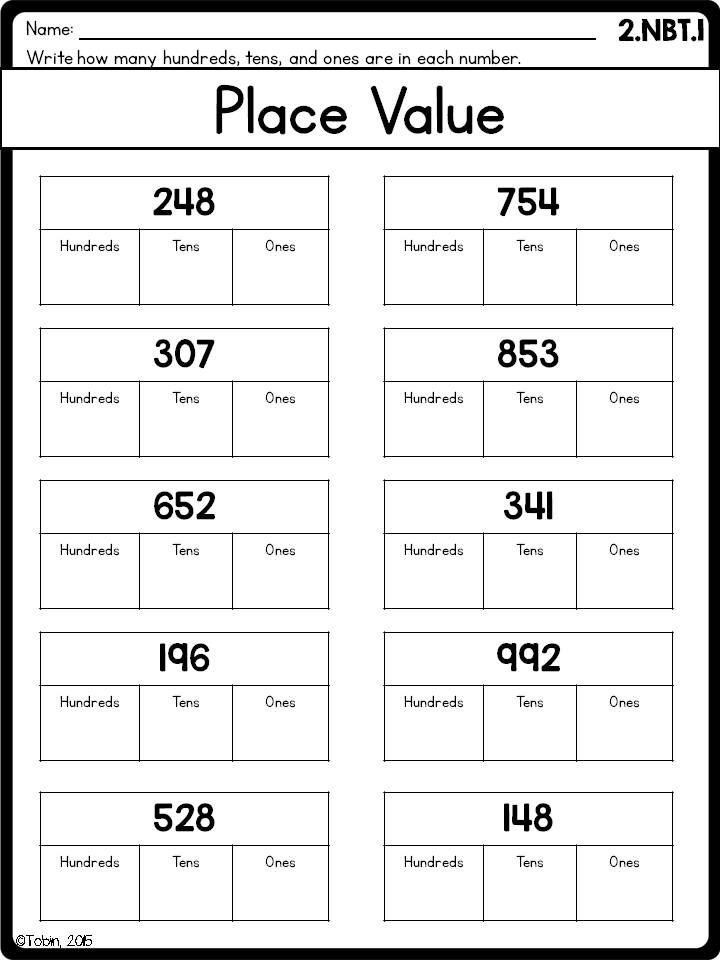 Name:
2.NBT.1
Write how many hundreds, tens, and ones are in each number.
Place Value
248
754
Hundreds Tens Ones
Hundreds Tens Ones
307
853
Hundreds Tens Ones
Hundreds Tens Ones
652
341
Hundreds Tens Ones
Hundreds Tens Ones
196
992
Hundreds Tens Ones
Hundreds Tens Ones
528
148
Hundreds Tens Ones
Hundreds Tens Ones
©Tobin, 2015